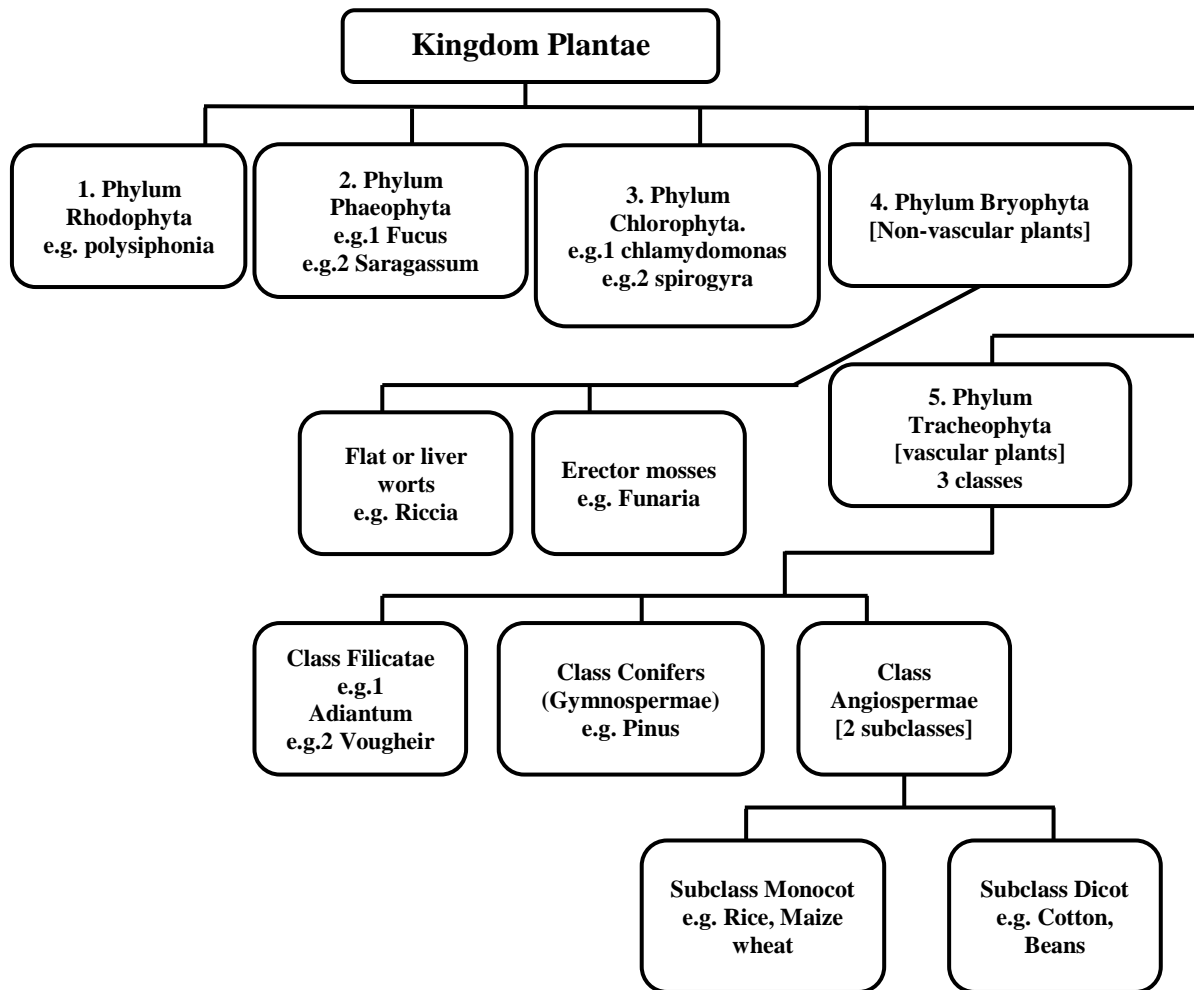 Kingdom Plantae
1. Phylum
Rhodophyta
e.g. polysiphonia
2. Phylum
Phaeophyta
e.g.1 Fucus
e.g.2 Saragassum
3. Phylum
Chlorophyta.
e.g.1 chlamydomonas
e.g.2 spirogyra
4. Phylum Bryophyta
[Non-vascular plants]
Flat or liver
worts
e.g. Riccia
Erector mosses
e.g. Funaria
5. Phylum
Tracheophyta
[vascular plants]
3 classes
Class Filicatae
e.g.1
Adiantum
e.g.2 Vougheir
Class Conifers
(Gymnospermae)
e.g. Pinus
Class
Angiospermae
[2 subclasses]
Subclass Monocot
e.g. Rice, Maize
wheat
Subclass Dicot
e.g. Cotton,
Beans